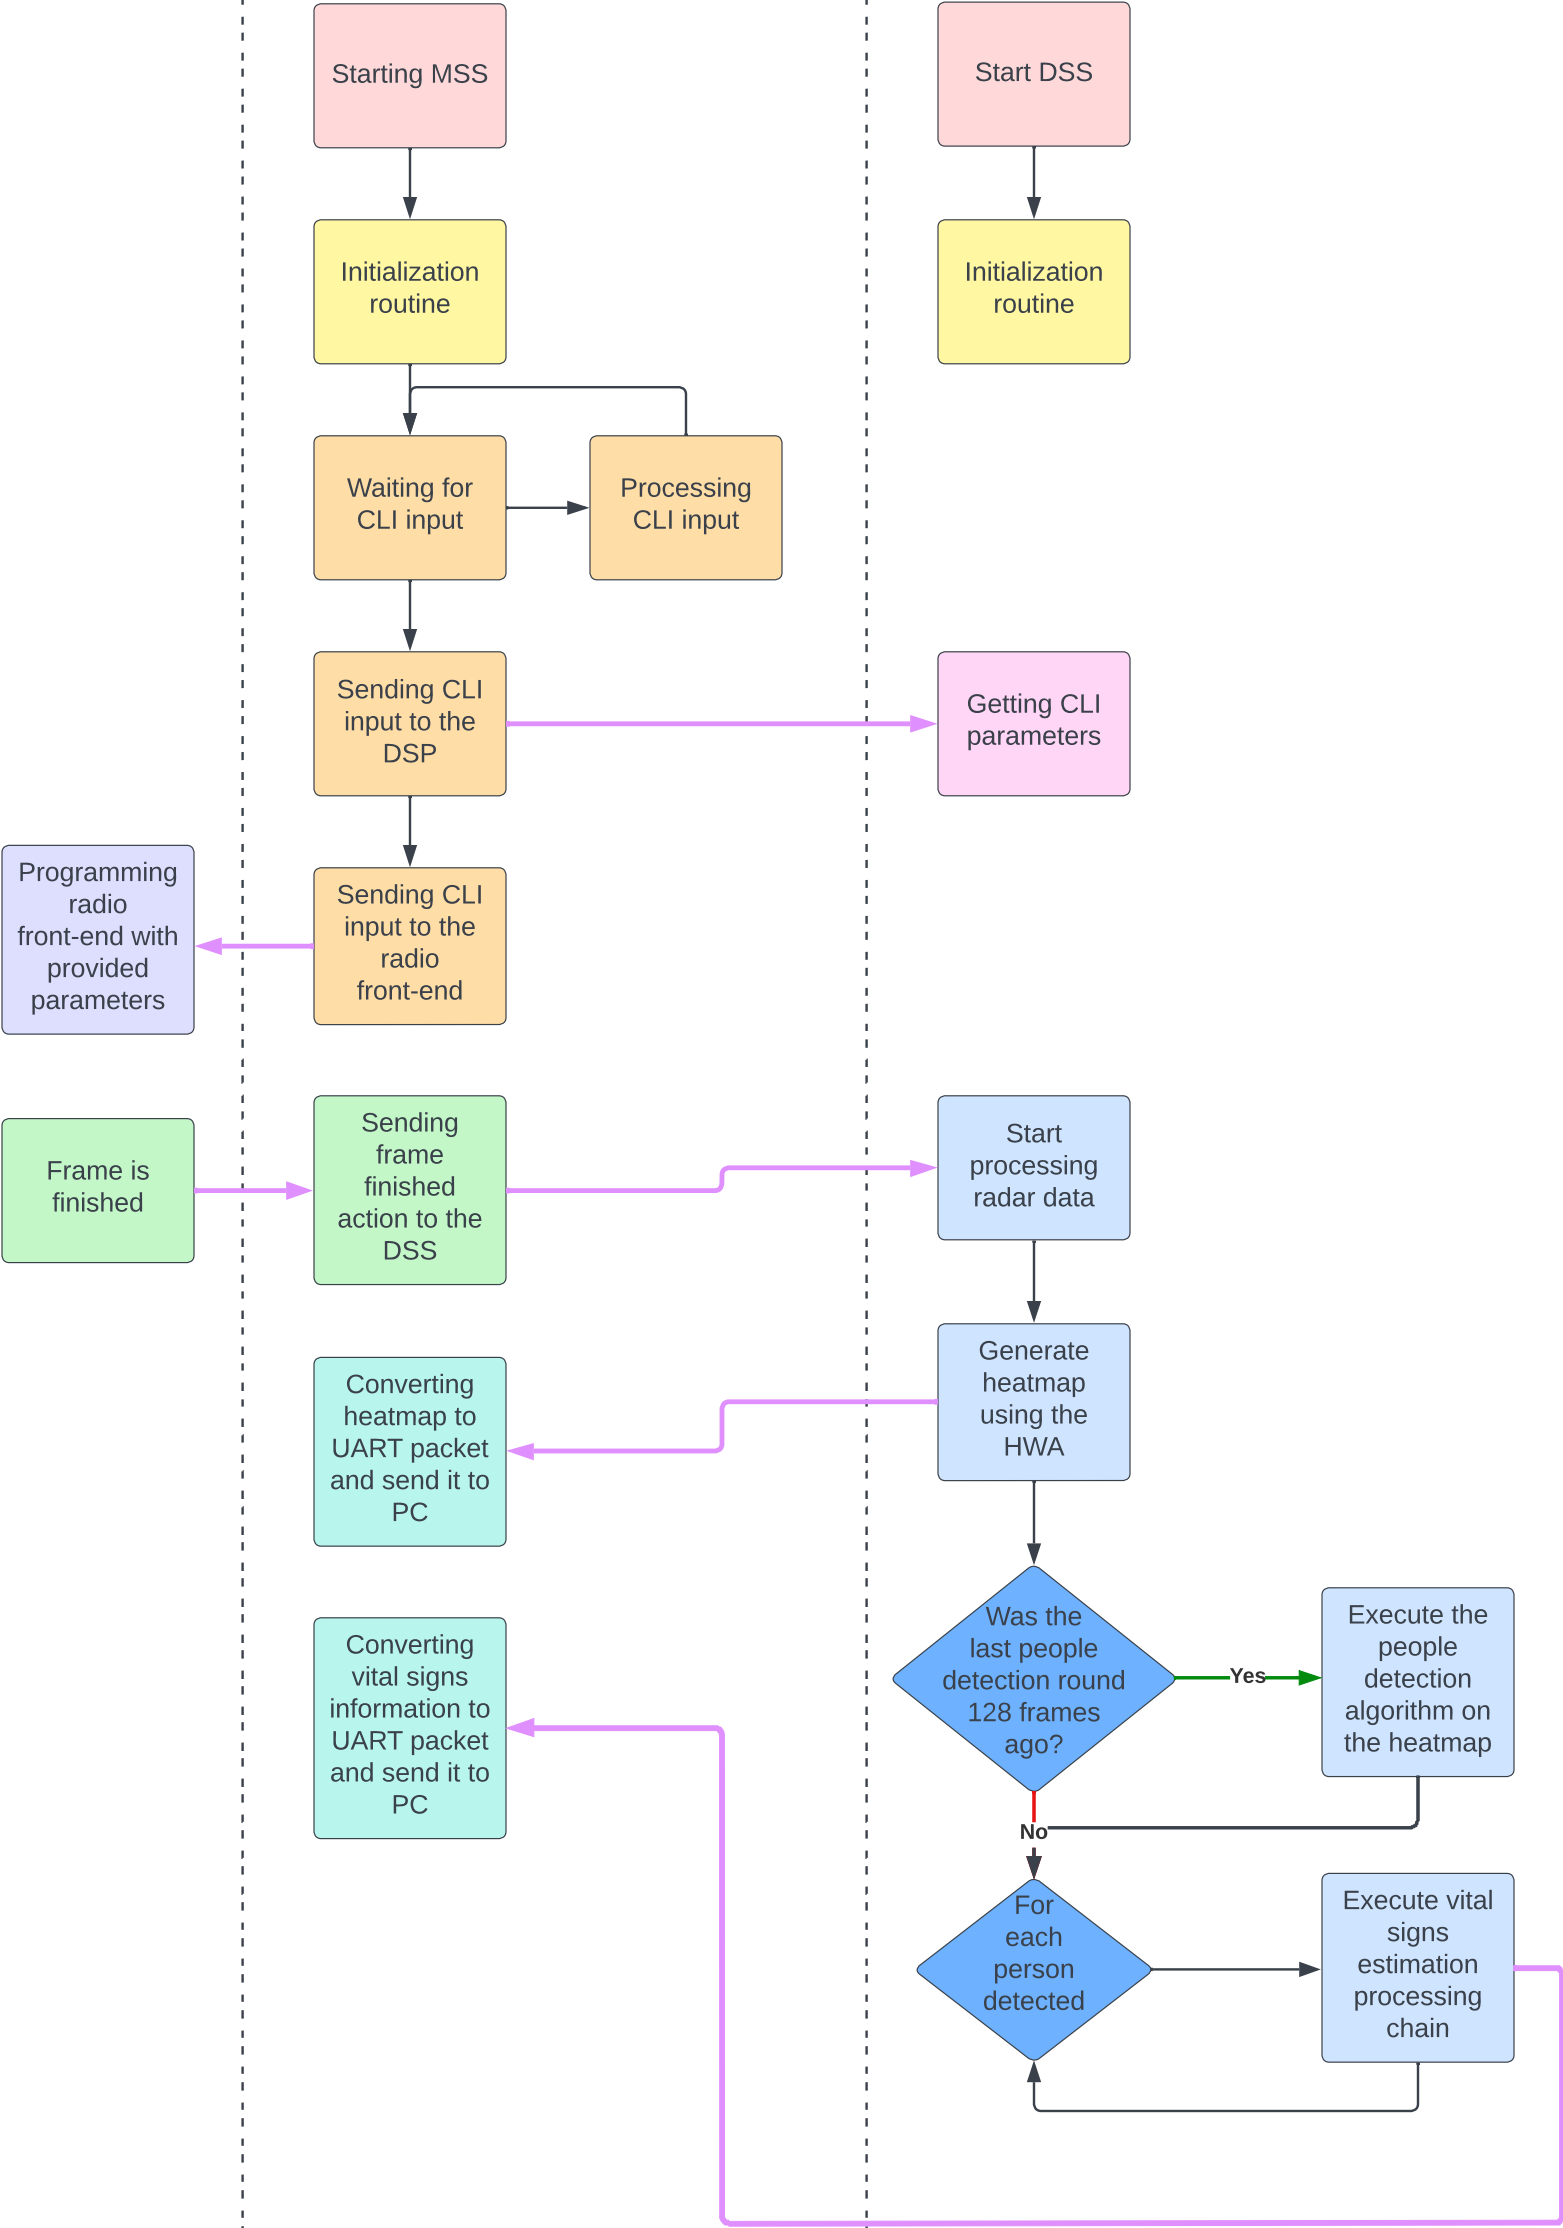 Starting MSS
Start DSS
Initialization
routine
Initialization
routine
Waiting for
CLI input
Processing
CLI input
Sending CLI
input to the
DSP
Getting CLI
parameters
Programming
radio
front-end with
provided
parameters
Sending CLI
input to the
radio
front-end
Frame is
finished
Sending
frame
finished
action to the
DSS
Start
processing
radar data
Generate
heatmap
using the
HWA
Converting
heatmap to
UART packet
and send it to
PC
Was the
last people
detection round
128 frames
ago?
Yes
Execute the
people
detection
algorithm on
the heatmap
Converting
vital signs
information to
UART packet
and send it to
PC
No
For
each
person
detected
Execute vital
signs
estimation
processing
chain